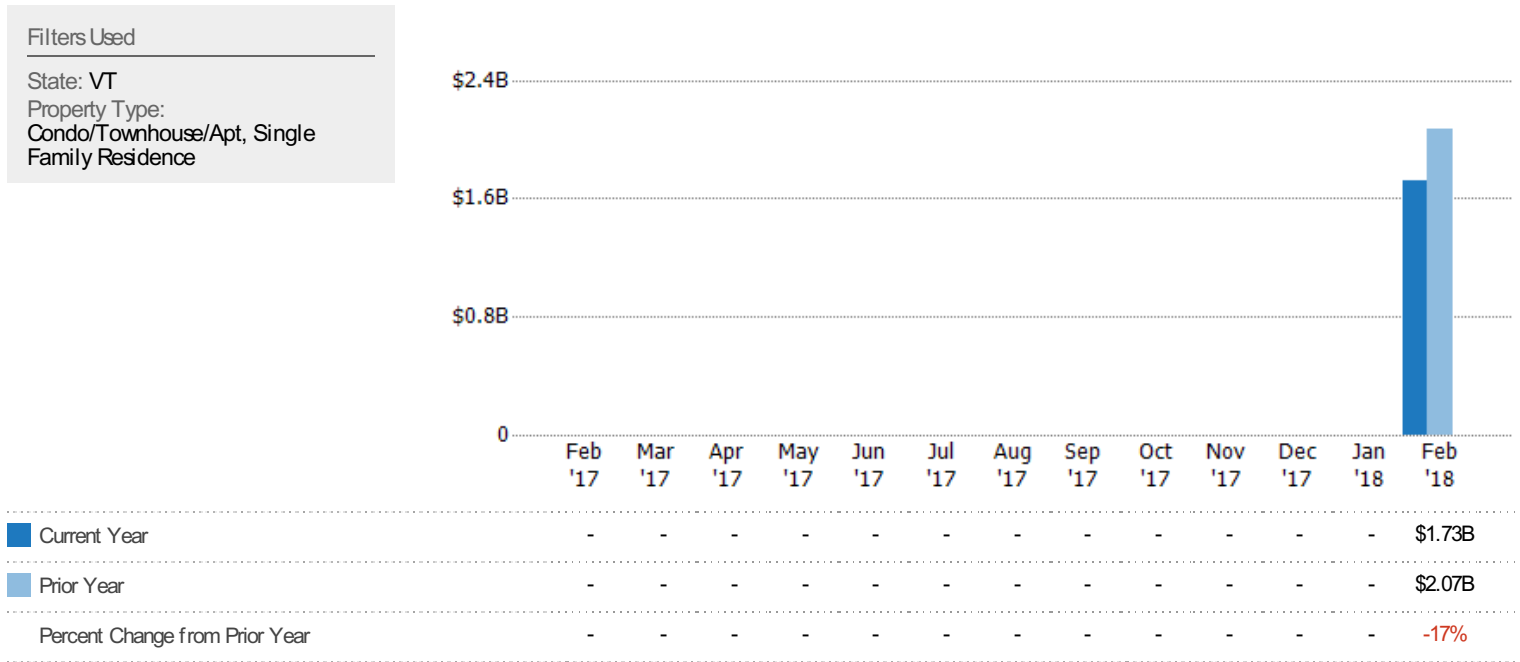 Filters Used
State: VT
Property Type:
Condo/Townhouse/Apt, Single
Family Residence
$2.4B
$1.6B
$0.8B
0
Feb Mar Apr May Jun Jul Aug Sep Oct Nov Dec Jan Feb
'17 '17 '17 '17 '17 '17 '17 '17 '17 '17 '17 '18 '18
Current Year - - - - - - - - - - - - $1.73B
Prior Year - - - - - - - - - - - - $2.07B
Percent Change from Prior Year - - - - - - - - - - - - -17%